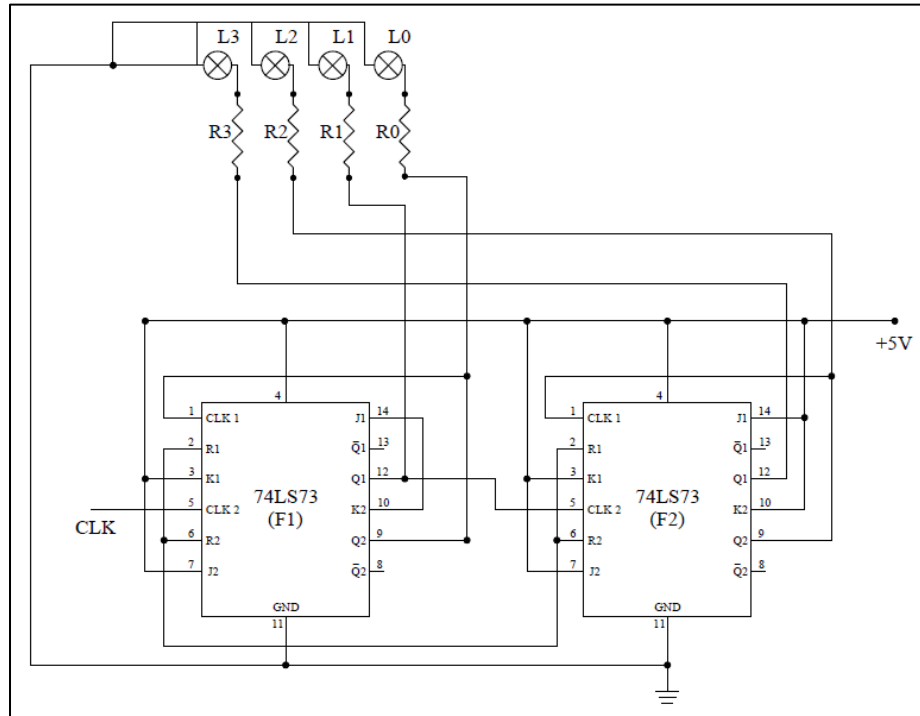 L3 L2 L1 L0
R3 R2 R1 R0
+5V
4
1 CLK 1 J1 14
2 R1 Q̅1 13
3 K1 Q1 12
74LS73
(F1)
5 CLK 2 K2 10
CLK
6 R2 Q2 9
7 J2 Q̅2 8
GND
11
4
1 CLK 1 J1 14
2 R1 Q̅1 13
3 K1 Q1 12
74LS73
(F2)
5 CLK 2 K2 10
6 R2 Q2 9
7 J2 Q̅2 8
GND
11